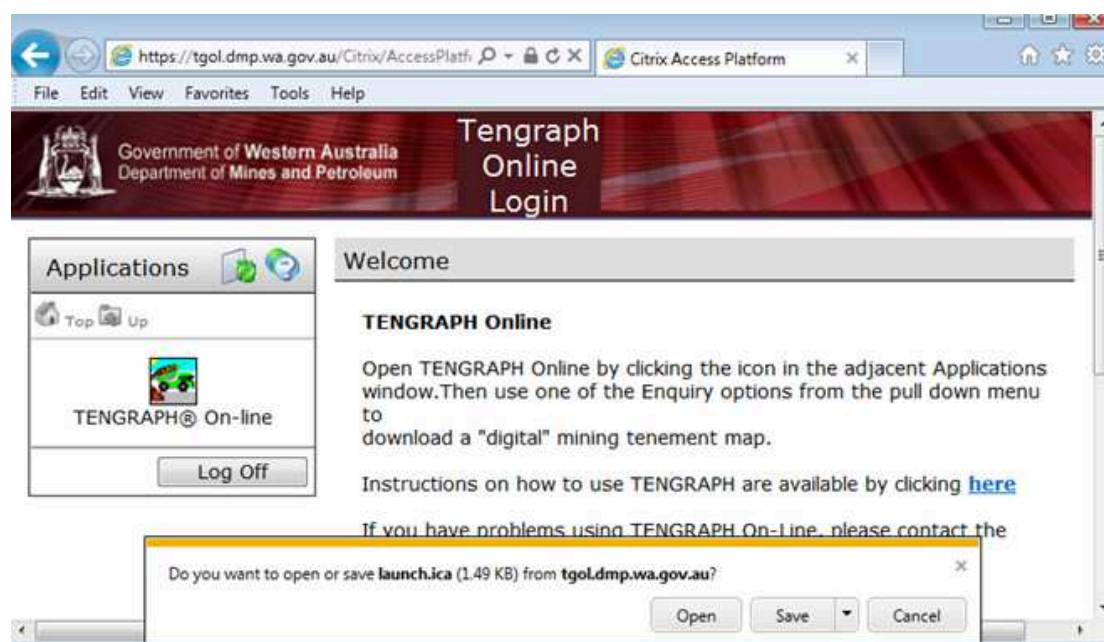 https://tgol.dmp.wa.gov.au/Citrix/AccessPlatf
Citrix Access Platform
File Edit View Favorites Tools Help
Government of Western Australia
Department of Mines and Petroleum
Tengraph
Online
Login
Applications
Top Up
TENGRAPH® On-line
Log Off
Welcome
TENGRAPH Online
Open TENGRAPH Online by clicking the icon in the adjacent Applications
window.Then use one of the Enquiry options from the pull down menu
to
download a "digital" mining tenement map.
Instructions on how to use TENGRAPH are available by clicking here
If you have problems using TENGRAPH On-Line, please contact the
Do you want to open or save launch.ica (1.49 KB) from tgol.dmp.wa.gov.au?
Open Save Cancel